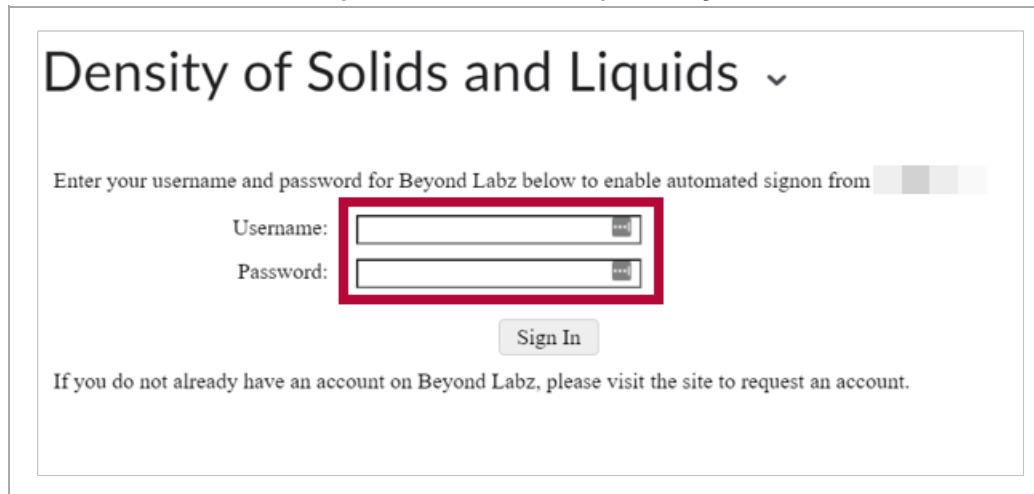 Density of Solids and Liquids
Enter your username and password for Beyond Labz below to enable automated signon from
Username:
Password:
Sign In
If you do not already have an account on Beyond Labz, please visit the site to request an account.